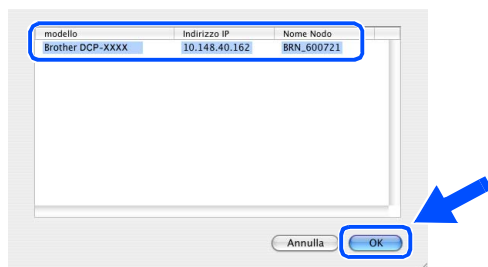 modello Indirizzo IP Nome Nodo
Brother DCP-XXXX 10.148.40.162 BRN_600721
Annulla OK